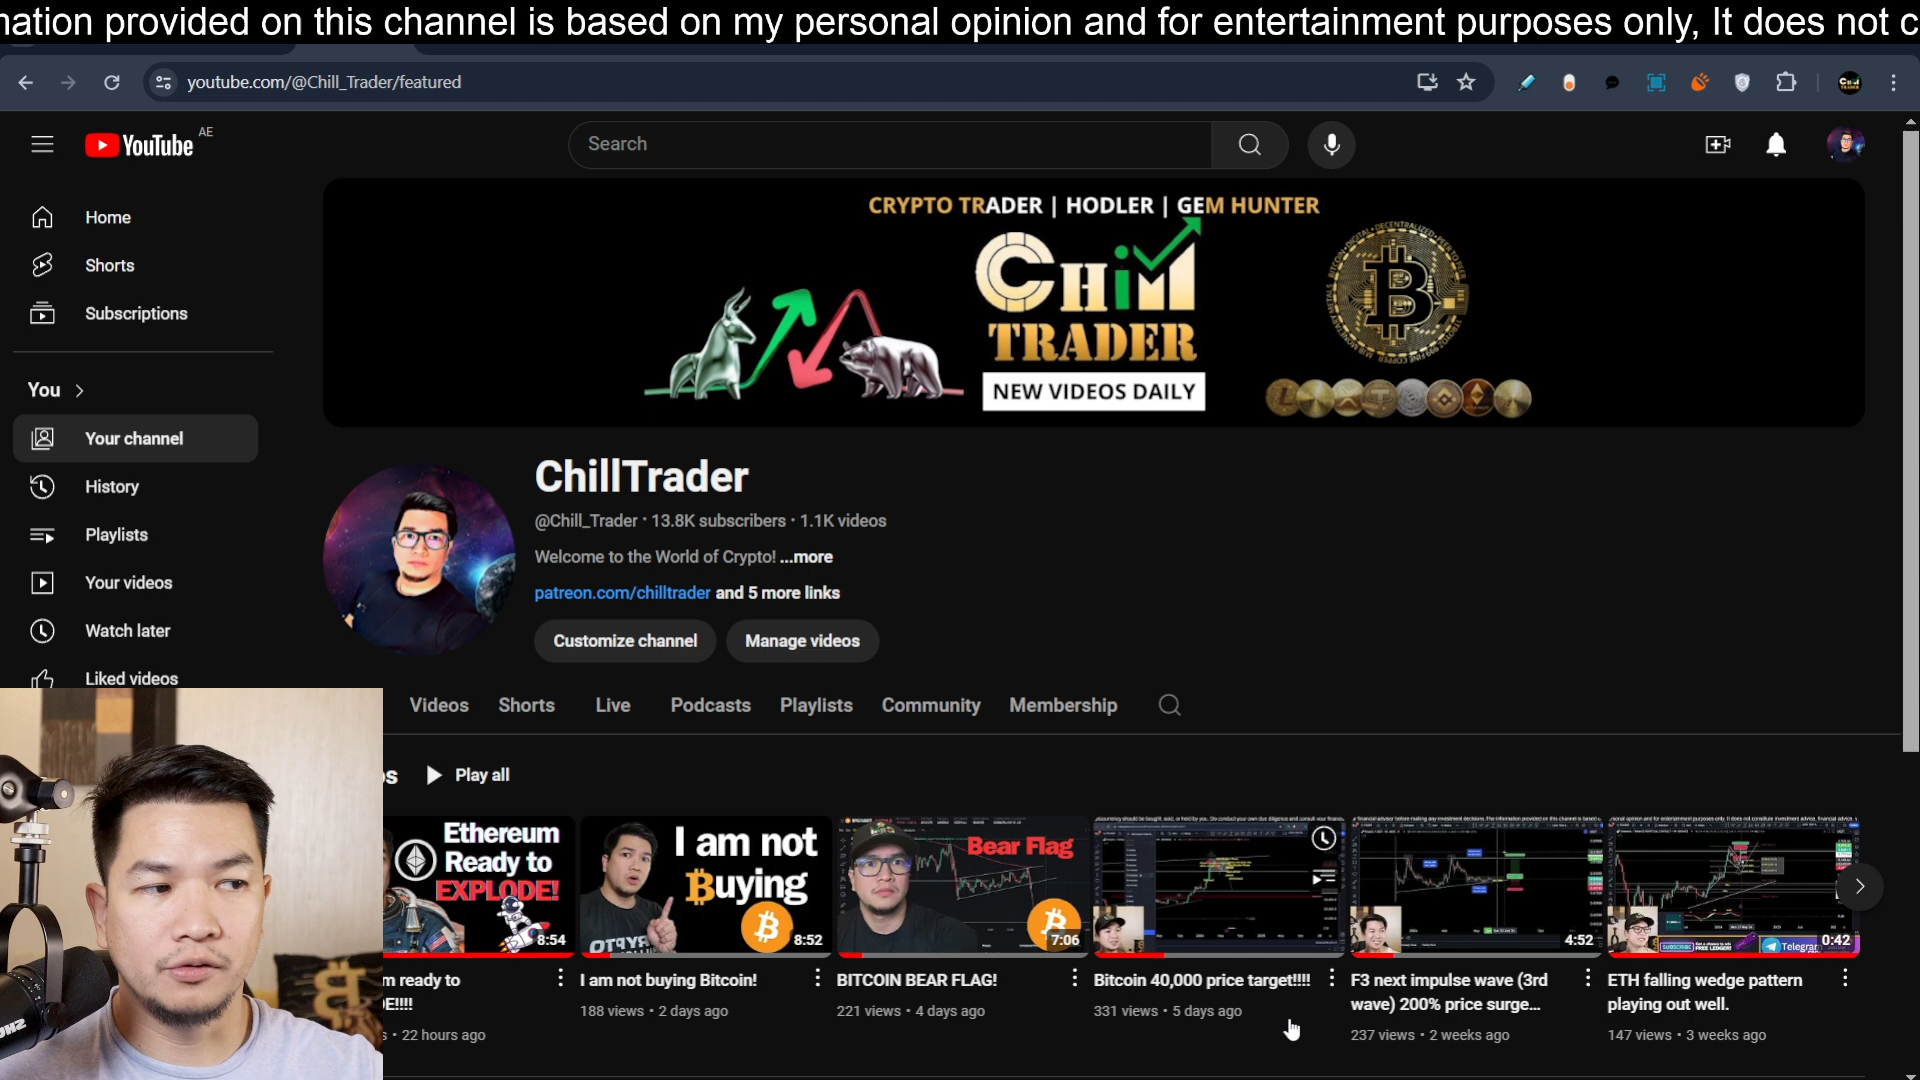 nation provided on this channel is based on my personal opinion and for entertainment purposes only, It does not c
youtube.com/@Chill_Trader/featured
YouTube AE
Search
Home
Shorts
Subscriptions
You
Your channel
History
Playlists
Your videos
Watch later
Liked videos
CRYPTO TRADER | HODLER | GEM HUNTER
CHill
TRADER
NEW VIDEOS DAILY
ChillTrader
@Chill_Trader · 13.8K subscribers · 1.1K videos
Welcome to the World of Crypto! ...more
patreon.com/chilltrader and 5 more links
Customize channel
Manage videos
Videos
Shorts
Live
Podcasts
Playlists
Community
Membership
Play all
Ethereum
Ready to
EXPLODE!
8:54
m ready to
DE!!!!
s · 22 hours ago
I am not
Buying
8:52
I am not buying Bitcoin!
188 views · 2 days ago
Bear Flag
7:06
BITCOIN BEAR FLAG!
221 views · 4 days ago
Bitcoin 40,000 price target!!!!
331 views · 5 days ago
4:52
F3 next impulse wave (3rd
wave) 200% price surge...
237 views · 2 weeks ago
SUBSCRIBE
Telegram
0:42
ETH falling wedge pattern
playing out well.
147 views · 3 weeks ago